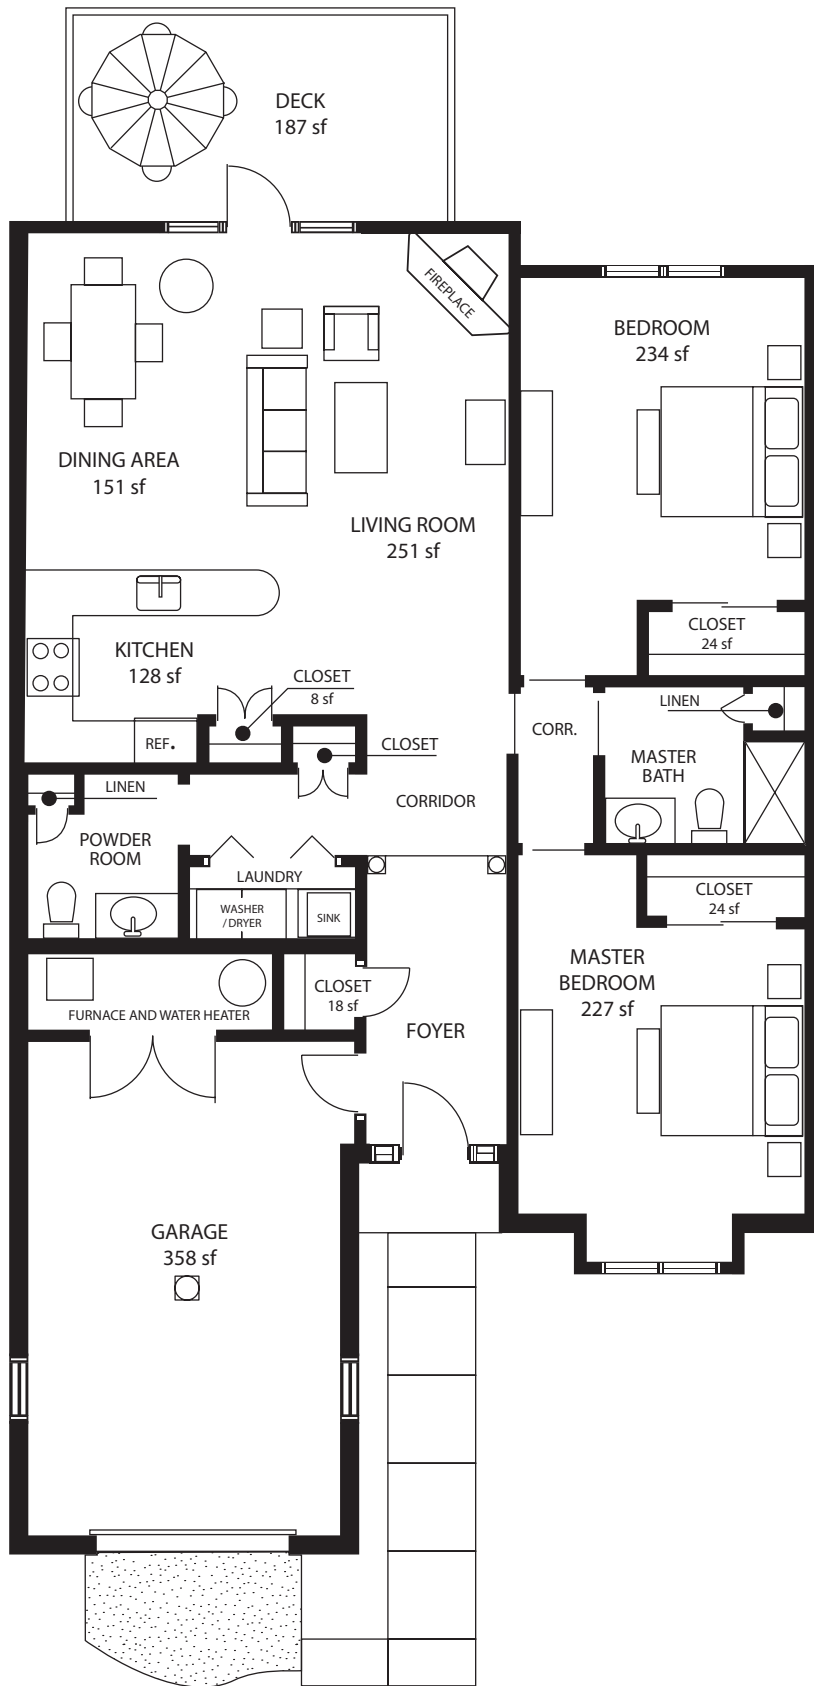 DECK
187 sf
FIREPLACE
BEDROOM
234 sf
DINING AREA
151 sf
LIVING ROOM
251 sf
KITCHEN
128 sf
CLOSET
24 sf
CLOSET
8 sf
LINEN
REF.
CLOSET
CORR.
MASTER
BATH
LINEN
CORRIDOR
POWDER
ROOM
LAUNDRY
WASHER
/ DRYER
SINK
CLOSET
24 sf
MASTER
BEDROOM
227 sf
CLOSET
18 sf
FURNACE AND WATER HEATER
FOYER
GARAGE
358 sf